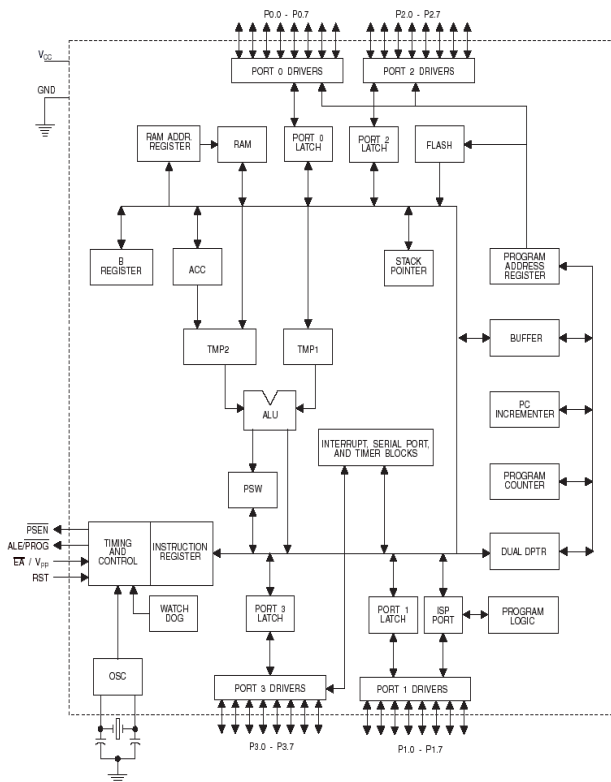 P0.0 - P0.7
P2.0 - P2.7
VCC
PORT 0 DRIVERS
PORT 2 DRIVERS
GND
RAM ADDR.
REGISTER
RAM
PORT 0
LATCH
PORT 2
LATCH
FLASH
B
REGISTER
ACC
STACK
POINTER
PROGRAM
ADDRESS
REGISTER
TMP2
TMP1
BUFFER
ALU
PC
INCREMENTER
INTERRUPT, SERIAL PORT,
AND TIMER BLOCKS
PSW
PROGRAM
COUNTER
PSEN
ALE/PROG
EA / VPP
RST
TIMING
AND
CONTROL
INSTRUCTION
REGISTER
DUAL DPTR
WATCH
DOG
PORT 3
LATCH
PORT 1
LATCH
ISP
PORT
PROGRAM
LOGIC
OSC
PORT 3 DRIVERS
PORT 1 DRIVERS
P3.0 - P3.7
P1.0 - P1.7